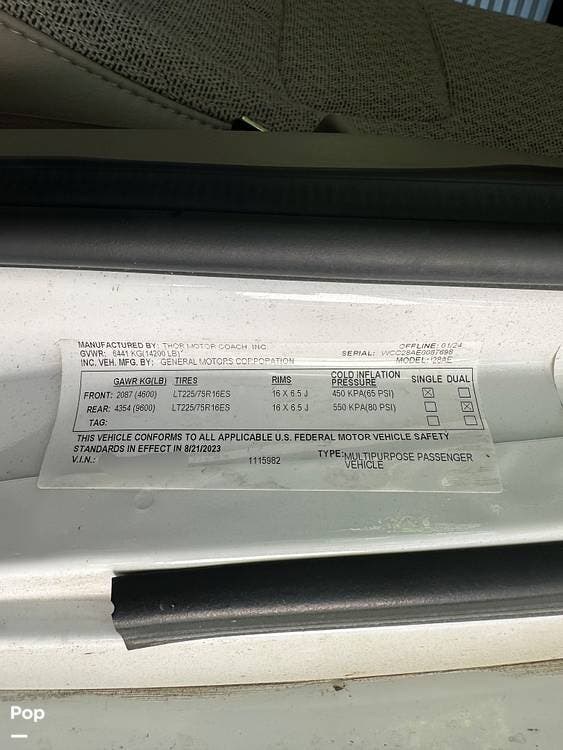 MANUFACTURED BY: THOR MOTOR COACH, INC. OFFLINE: 01/24
GVWR: 6441 KG(14200 LB) SERIAL: WCC28AE0087698
INC. VEH. MFG. BY: GENERAL MOTORS CORPORATION MODEL:
GAWR KG(LB) TIRES RIMS COLD INFLATION PRESSURE SINGLE DUAL
FRONT: 2087 (4600) LT225/75R16ES 16 X 6.5 J 450 KPA(65 PSI) ☒ ☐
REAR: 4354 (9600) LT225/75R16ES 16 X 6.5 J 550 KPA(80 PSI) ☐ ☒
TAG: ☐ ☐
THIS VEHICLE CONFORMS TO ALL APPLICABLE U.S. FEDERAL MOTOR VEHICLE SAFETY
STANDARDS IN EFFECT IN 8/21/2023
V.I.N.: 1115982 TYPE: MULTIPURPOSE PASSENGER
VEHICLE
Pop